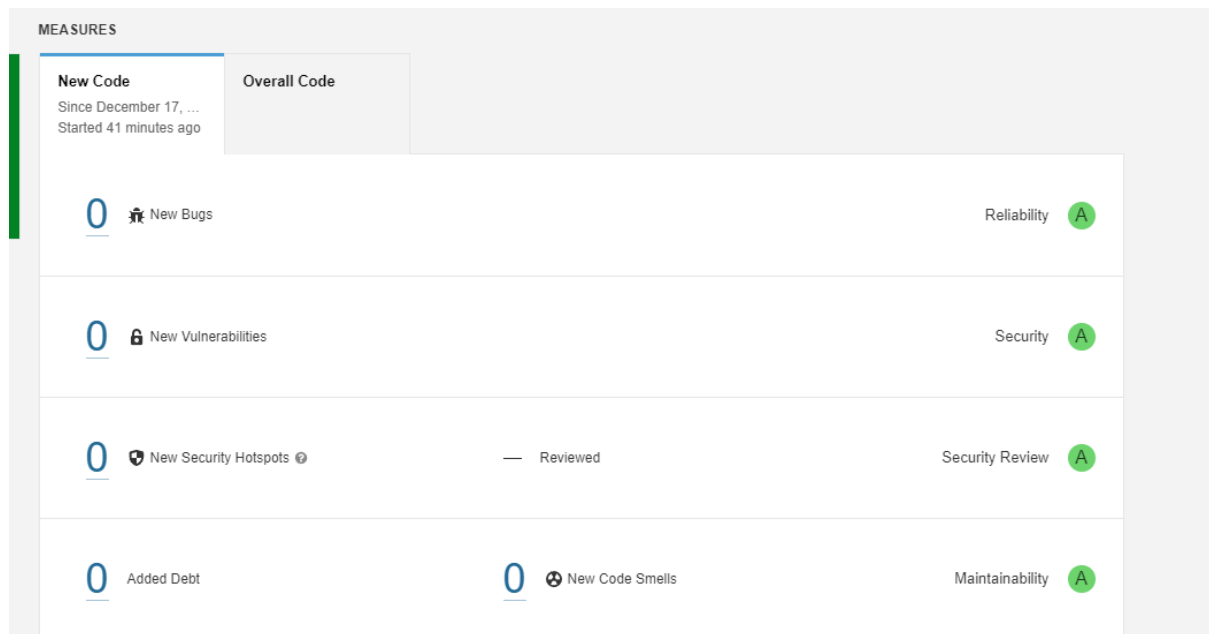 MEASURES
New Code
Overall Code
Since December 17, ...
Started 41 minutes ago
0 New Bugs
Reliability A
0 New Vulnerabilities
Security A
0 New Security Hotspots ?
— Reviewed
Security Review A
0 Added Debt
0 New Code Smells
Maintainability A